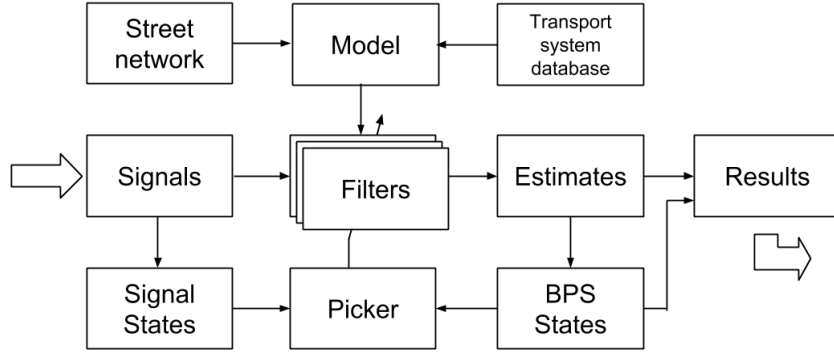 Street
network
Model
Transport
system
database
Signals
Filters
Estimates
Results
Signal
States
Picker
BPS
States